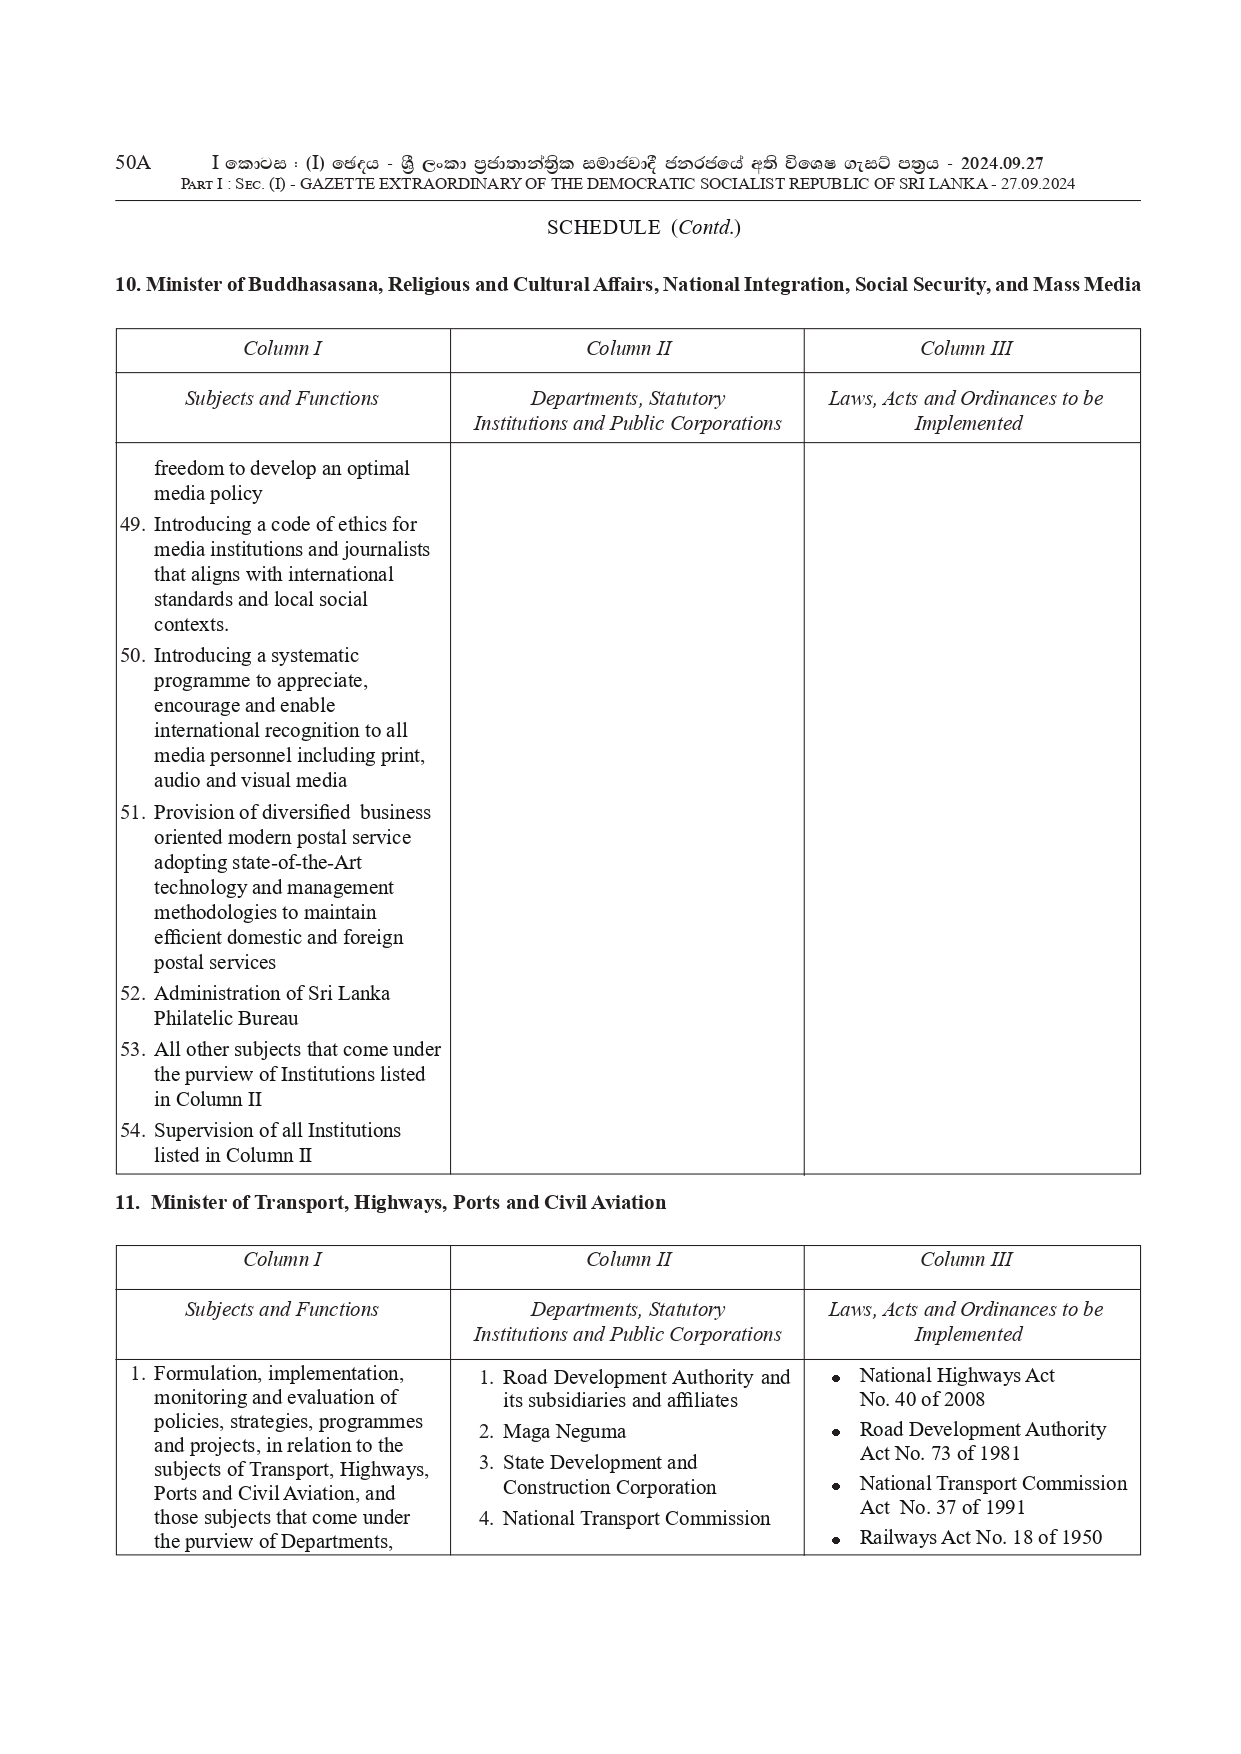 50A I කොටස : (I) ඡෙදය - ශ්‍රී ලංකා ප්‍රජාතාන්ත්‍රික සමාජවාදී ජනරජයේ අති විශෙෂ ගැසට් පත්‍රය - 2024.09.27
PART I : SEC. (I) - GAZETTE EXTRAORDINARY OF THE DEMOCRATIC SOCIALIST REPUBLIC OF SRI LANKA - 27.09.2024
SCHEDULE (Contd.)
10. Minister of Buddhasasana, Religious and Cultural Affairs, National Integration, Social Security, and Mass Media
Column I
Column II
Column III
Subjects and Functions
Departments, Statutory
Institutions and Public Corporations
Laws, Acts and Ordinances to be
Implemented
freedom to develop an optimal
media policy
49. Introducing a code of ethics for
media institutions and journalists
that aligns with international
standards and local social
contexts.
50. Introducing a systematic
programme to appreciate,
encourage and enable
international recognition to all
media personnel including print,
audio and visual media
51. Provision of diversified business
oriented modern postal service
adopting state-of-the-Art
technology and management
methodologies to maintain
efficient domestic and foreign
postal services
52. Administration of Sri Lanka
Philatelic Bureau
53. All other subjects that come under
the purview of Institutions listed
in Column II
54. Supervision of all Institutions
listed in Column II
11. Minister of Transport, Highways, Ports and Civil Aviation
Column I
Column II
Column III
Subjects and Functions
Departments, Statutory
Institutions and Public Corporations
Laws, Acts and Ordinances to be
Implemented
1. Formulation, implementation,
monitoring and evaluation of
policies, strategies, programmes
and projects, in relation to the
subjects of Transport, Highways,
Ports and Civil Aviation, and
those subjects that come under
the purview of Departments,
1. Road Development Authority and
its subsidiaries and affiliates
2. Maga Neguma
3. State Development and
Construction Corporation
4. National Transport Commission
• National Highways Act
No. 40 of 2008
• Road Development Authority
Act No. 73 of 1981
• National Transport Commission
Act No. 37 of 1991
• Railways Act No. 18 of 1950